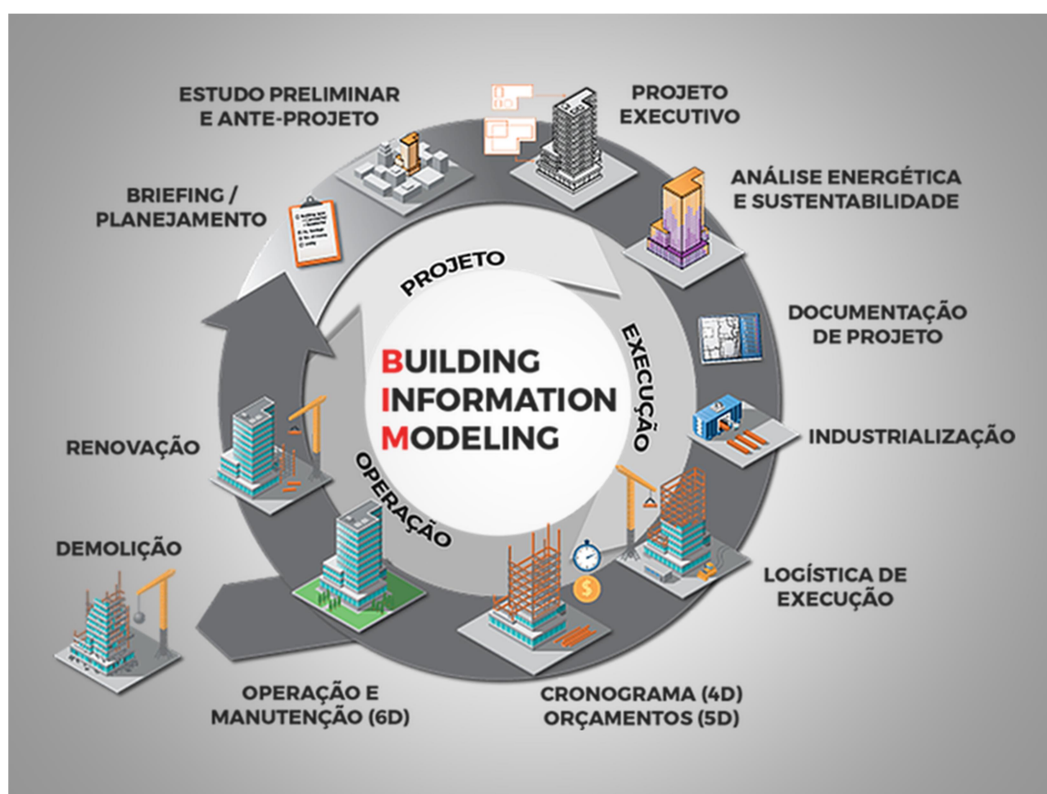 ESTUDO PRELIMINAR
E ANTE-PROJETO
PROJETO
EXECUTIVO
BRIEFING /
PLANEJAMENTO
ANÁLISE ENERGÉTICA
E SUSTENTABILIDADE
PROJETO
DOCUMENTAÇÃO
DE PROJETO
EXECUÇÃO
BUILDING
INFORMATION
MODELING
RENOVAÇÃO
INDUSTRIALIZAÇÃO
OPERAÇÃO
DEMOLIÇÃO
LOGÍSTICA DE
EXECUÇÃO
$
OPERAÇÃO E
MANUTENÇÃO (6D)
CRONOGRAMA (4D)
ORÇAMENTOS (5D)